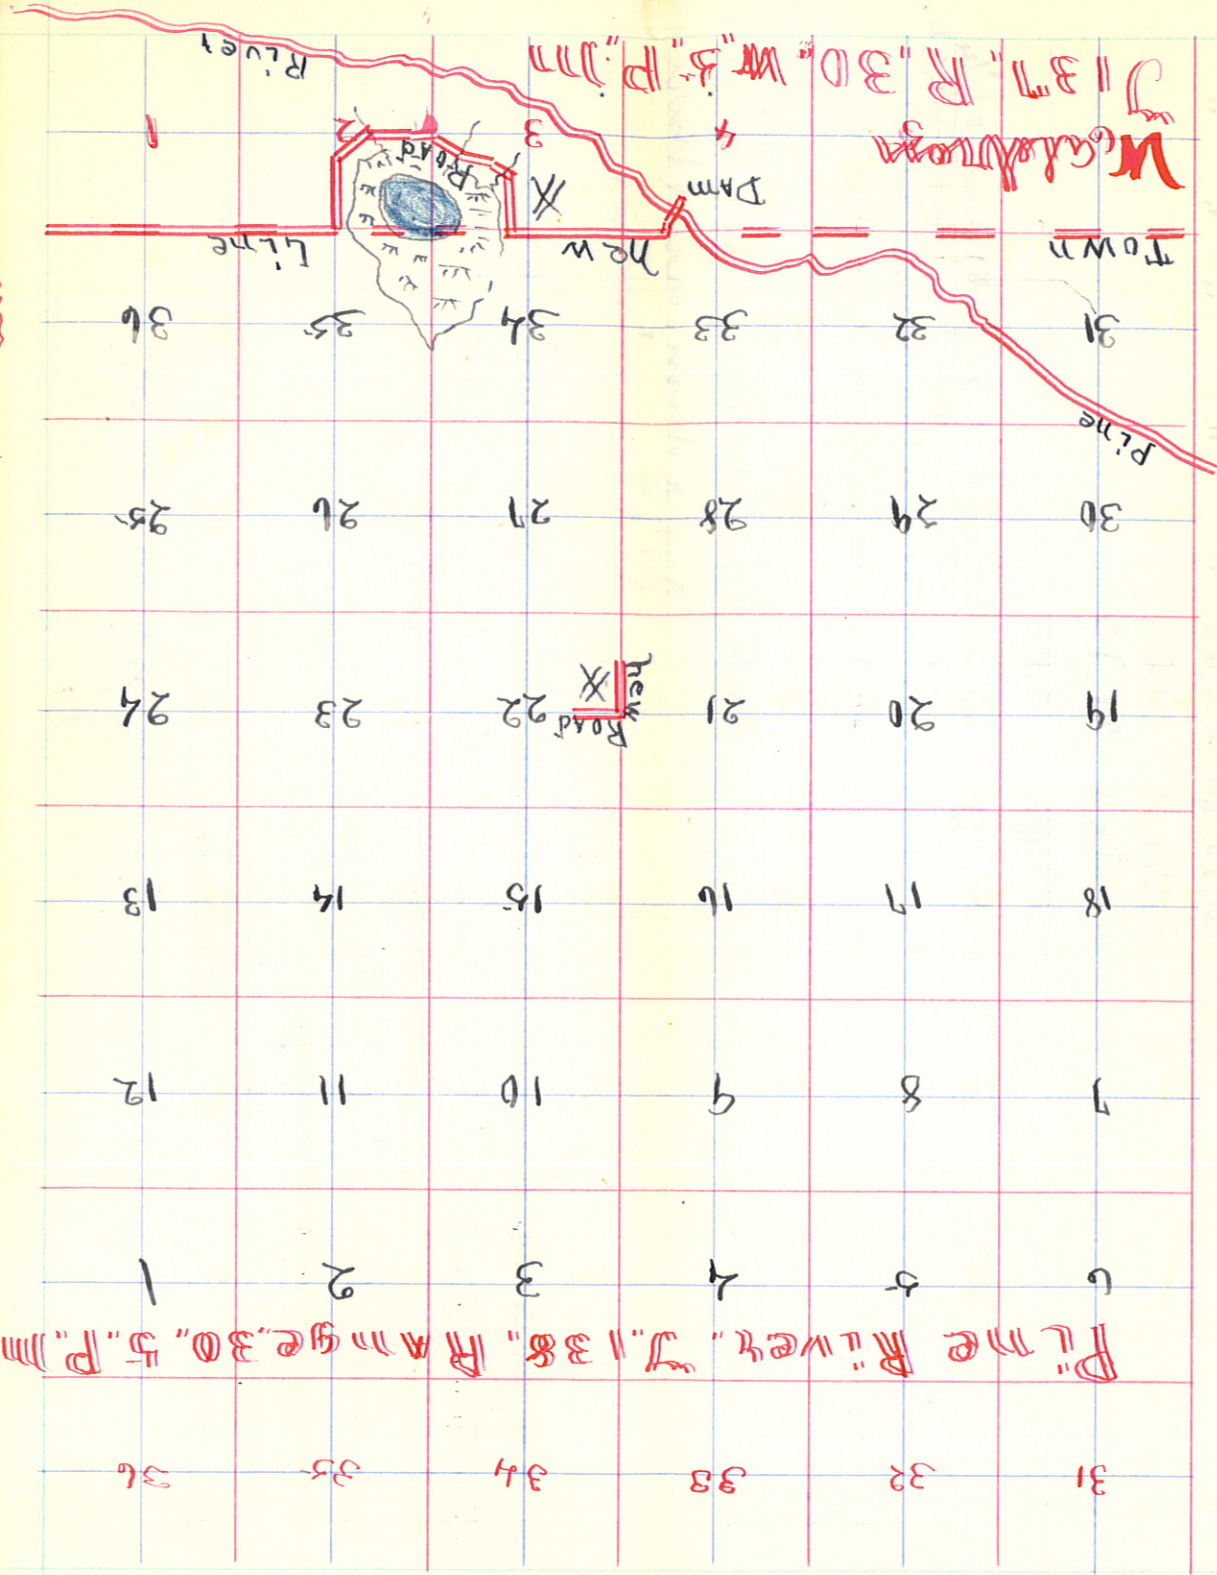 31 32 33 34 35 36
Pine River,, T,, 138,, Range,, 30,, 5,, P,, m
6 5 4 3 2 1
7 8 9 10 11 12
18 17 16 15 14 13
Road
19 20 21 new X 22 23 24
30 29 28 27 26 25
Pine
31 32 33 34 35 36
Town new Line
Dam X Road
4 3 2 1
T 137,, R,, 30,, W,, 5,, P,, m
River